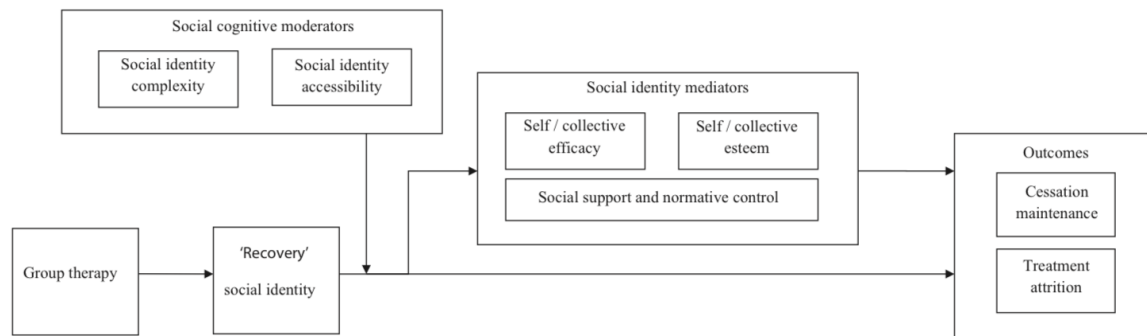 Social cognitive moderators
Social identity
complexity
Social identity
accessibility
Social identity mediators
Self / collective
efficacy
Self / collective
esteem
Social support and normative control
Outcomes
Cessation
maintenance
Treatment
attrition
Group therapy
'Recovery'
social identity